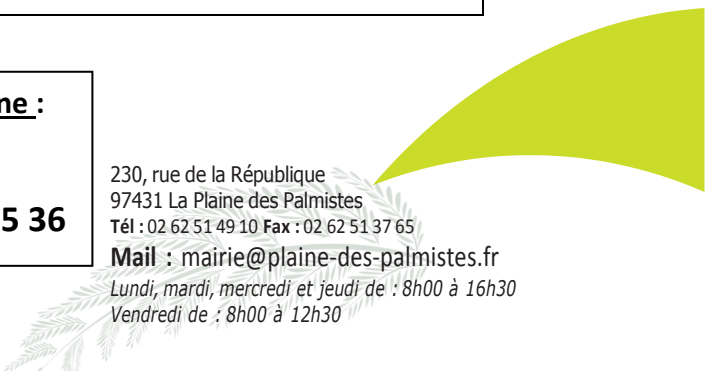 ne :
5 36
230, rue de la République
97431 La Plaine des Palmistes
Tél : 02 62 51 49 10 Fax : 02 62 51 37 65
Mail : mairie@plaine-des-palmistes.fr
Lundi, mardi, mercredi et jeudi de : 8h00 à 16h30
Vendredi de : 8h00 à 12h30